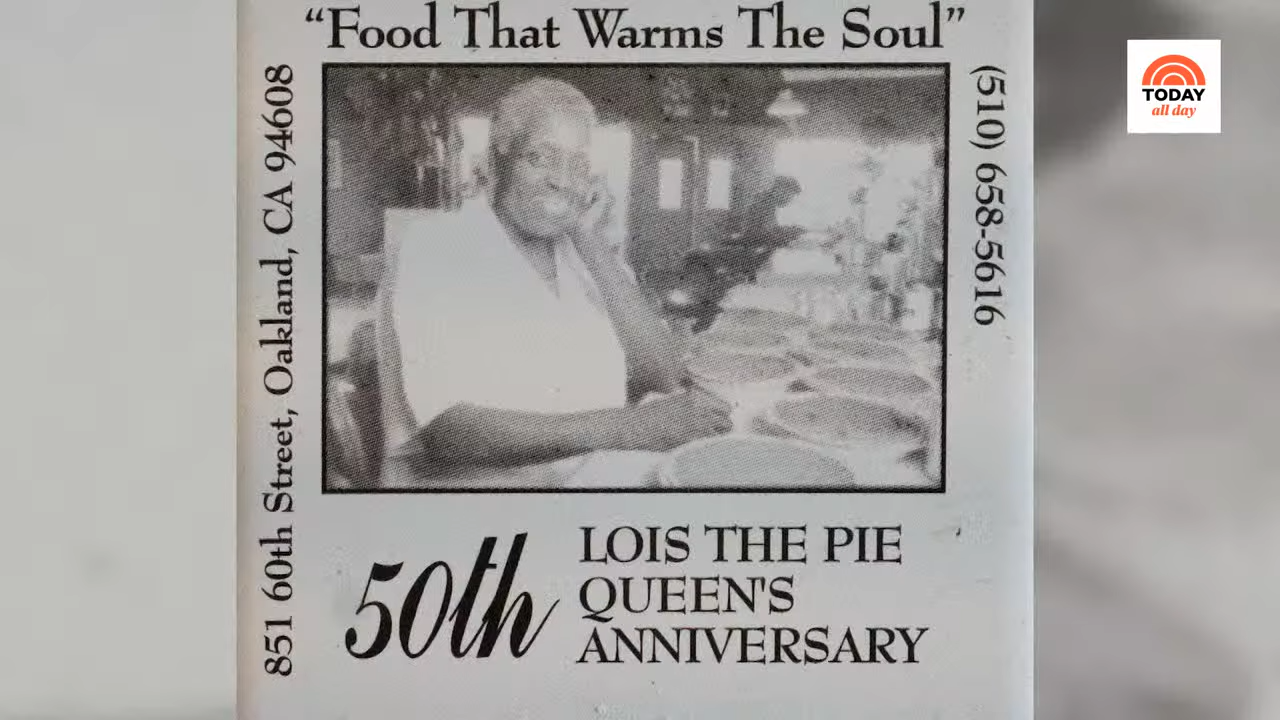 “Food That Warms The Soul”
851 60th Street, Oakland, CA 94608
(510) 658-5616
50th
LOIS THE PIE
QUEEN'S
ANNIVERSARY
TODAY
all day